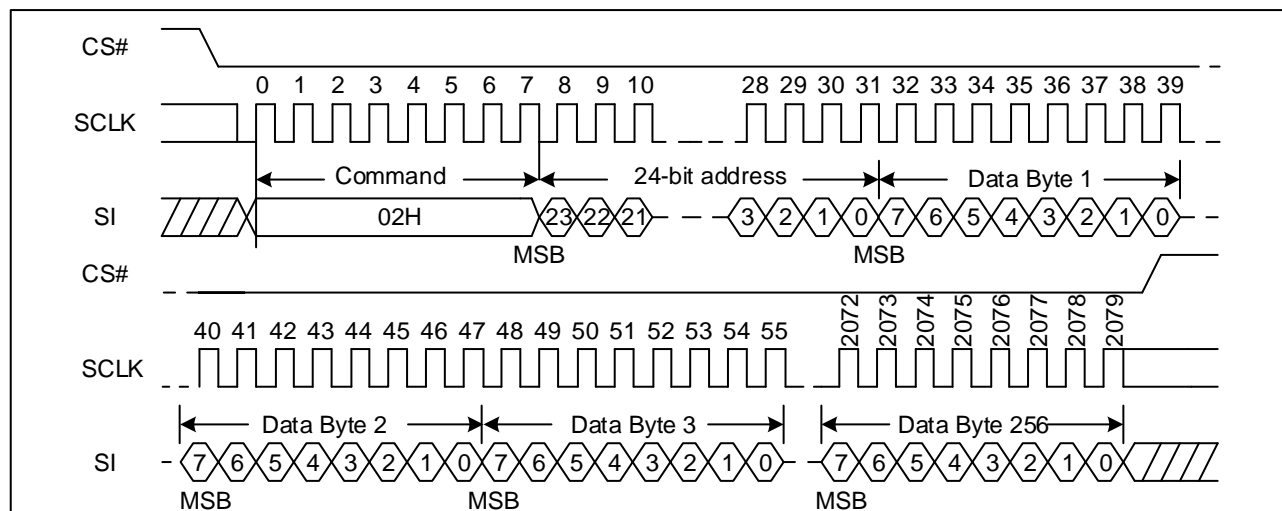 CS#
0 1 2 3 4 5 6 7 8 9 10 28 29 30 31 32 33 34 35 36 37 38 39
SCLK
Command 24-bit address Data Byte 1
SI 02H 23 22 21 3 2 1 0 7 6 5 4 3 2 1 0
MSB MSB
CS#
40 41 42 43 44 45 46 47 48 49 50 51 52 53 54 55 2072 2073 2074 2075 2076 2077 2078 2079
SCLK
Data Byte 2 Data Byte 3 Data Byte 256
SI 7 6 5 4 3 2 1 0 7 6 5 4 3 2 1 0 7 6 5 4 3 2 1 0
MSB MSB MSB